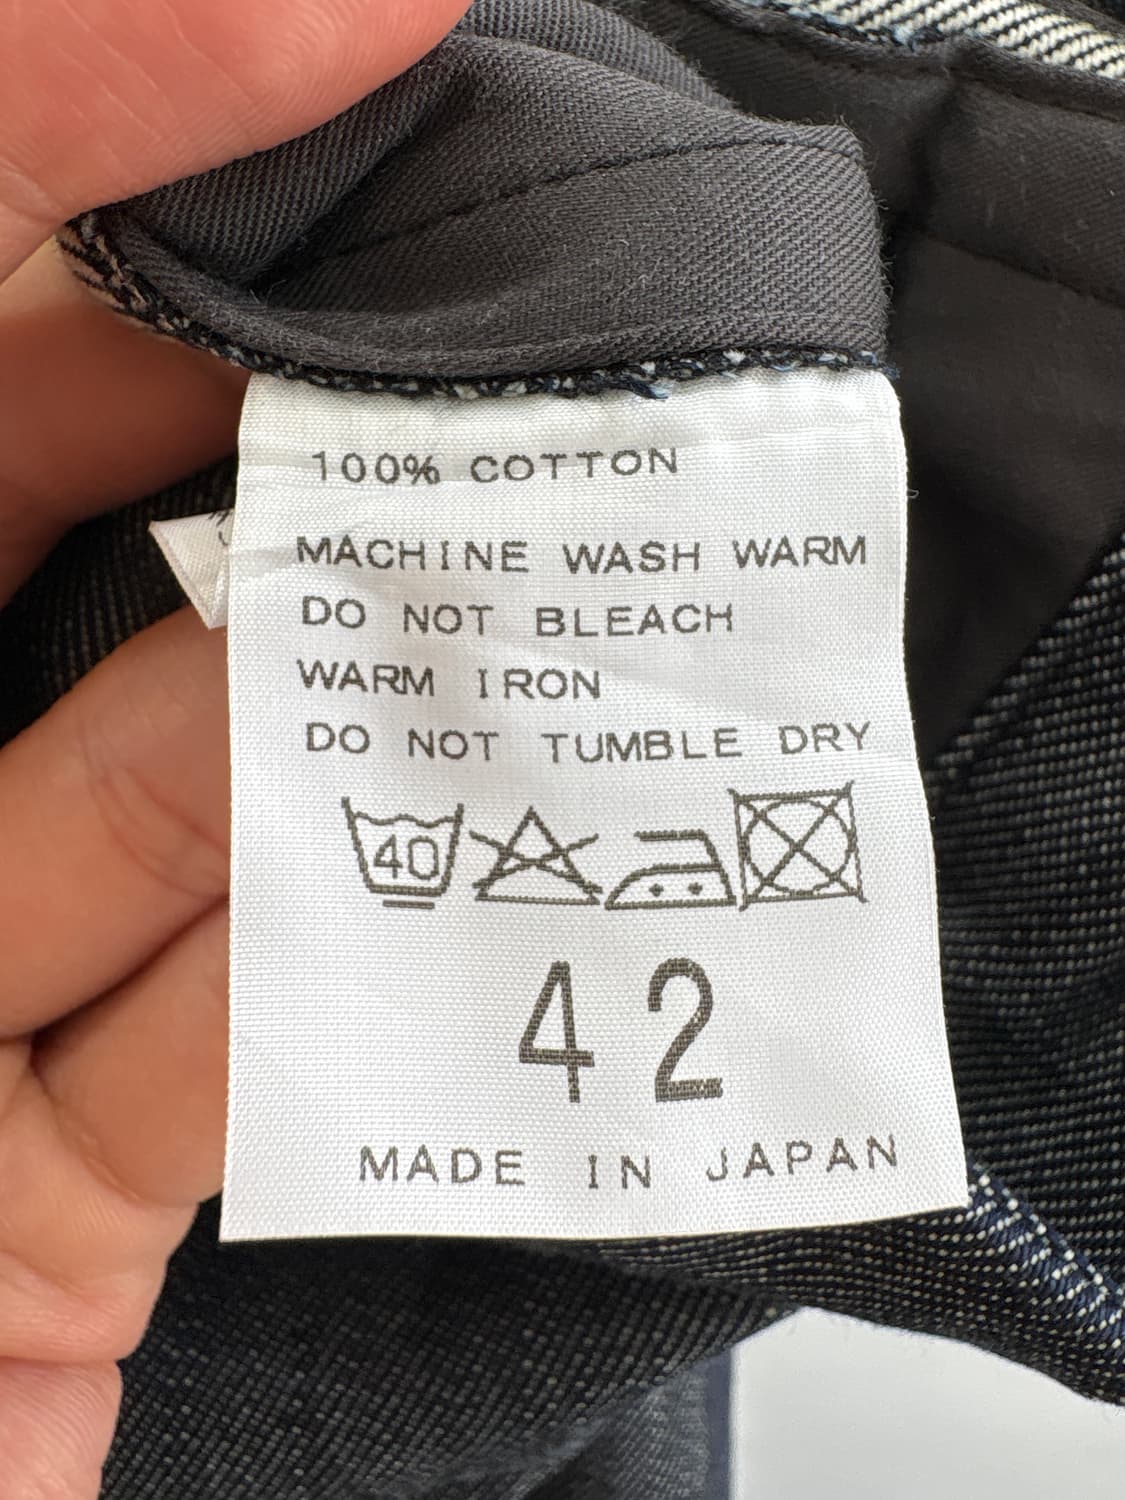 100% COTTON
MACHINE WASH WARM
DO NOT BLEACH
WARM IRON
DO NOT TUMBLE DRY
40
42
MADE IN JAPAN